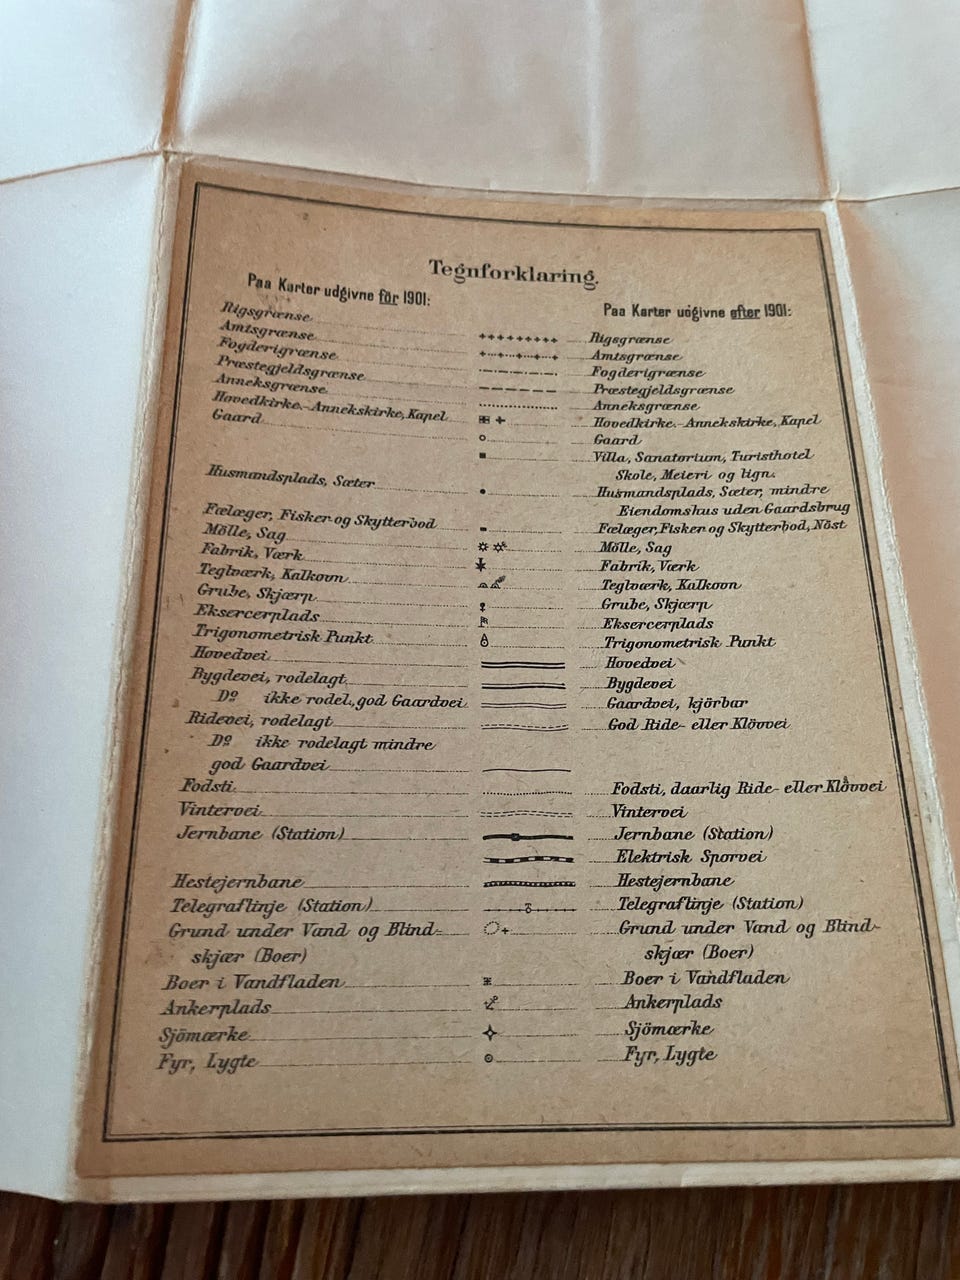 Tegnforklaring.
Paa Karter udgivne før 1901:
Rigsgrænse
Amtsgrænse
Fogderigrænse
Præstegjeldsgrænse
Anneksgrænse
Hovedkirke.-Annekskirke, Kapel
Gaard
Husmandsplads, Sæter
Fælæger, Fisker-og Skytterbod
Mölle, Sag
Fabrik, Værk
Teglværk, Kalkovn
Grube, Skjærp
Eksercerplads
Trigonometrisk Punkt
Hovedvei
Bygdevei, rodelagt
Dº ikke rodel., god Gaardvei
Ridevei, rodelagt
Dº ikke rodelagt mindre
god Gaardvei
Fodsti
Vintervei
Jernbane (Station)
Hestejernbane
Telegraflinje (Station)
Grund under Vand og Blind-
skjær (Boer)
Boer i Vandfladen
Ankerplads
Sjömærke
Fyr, Lygte
Paa Karter udgivne efter 1901:
Rigsgrænse
Amtsgrænse
Fogderigrænse
Præstegjeldsgrænse
Anneksgrænse
Hovedkirke.-Annekskirke, Kapel
Gaard
Villa, Sanatorium, Turisthotel
Skole, Meieri og lign.
Husmandsplads, Sæter, mindre
Eiendomshus uden Gaardsbrug
Fælæger, Fisker og Skytterbod, Nöst
Mölle, Sag
Fabrik, Værk
Teglværk, Kalkovn
Grube, Skjærp
Eksercerplads
Trigonometrisk Punkt
Hovedvei
Bygdevei
Gaardvei, kjörbar
God Ride- eller Klövvei
Fodsti, daarlig Ride- eller Klövvei
Vintervei
Jernbane (Station)
Elektrisk Sporvei
Hestejernbane
Telegraflinje (Station)
Grund under Vand og Blind-
skjær (Boer)
Boer i Vandfladen
Ankerplads
Sjömærke
Fyr, Lygte